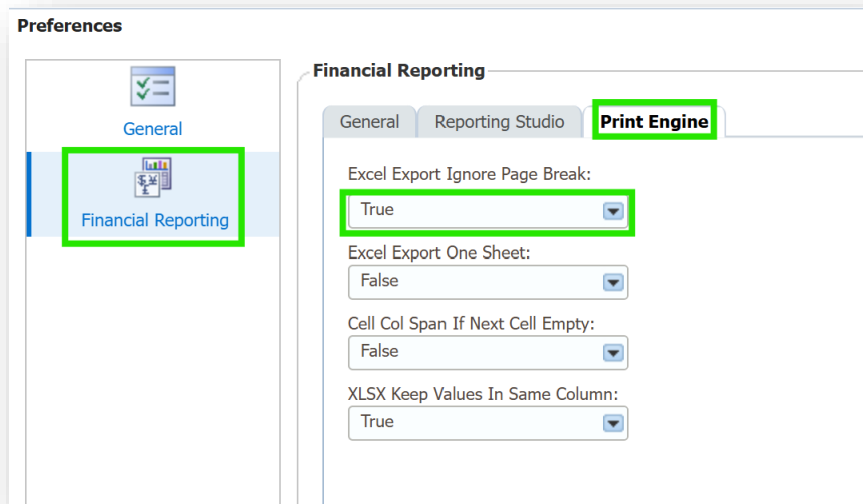 Preferences
General
Financial Reporting
Financial Reporting
General
Reporting Studio
Print Engine
Excel Export Ignore Page Break:
True
Excel Export One Sheet:
False
Cell Col Span If Next Cell Empty:
False
XLSX Keep Values In Same Column:
True